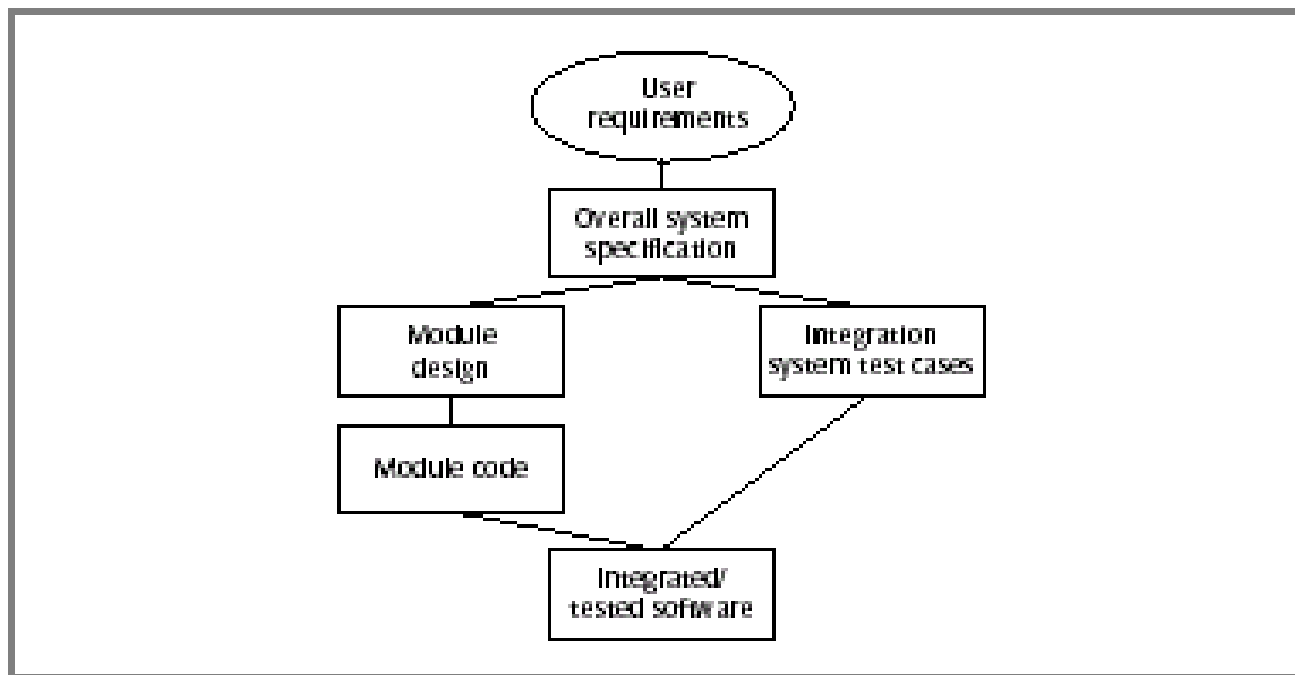 User
requirements
Overall system
specification
Module
design
Integration
system test cases
Module code
Integrated/
tested software